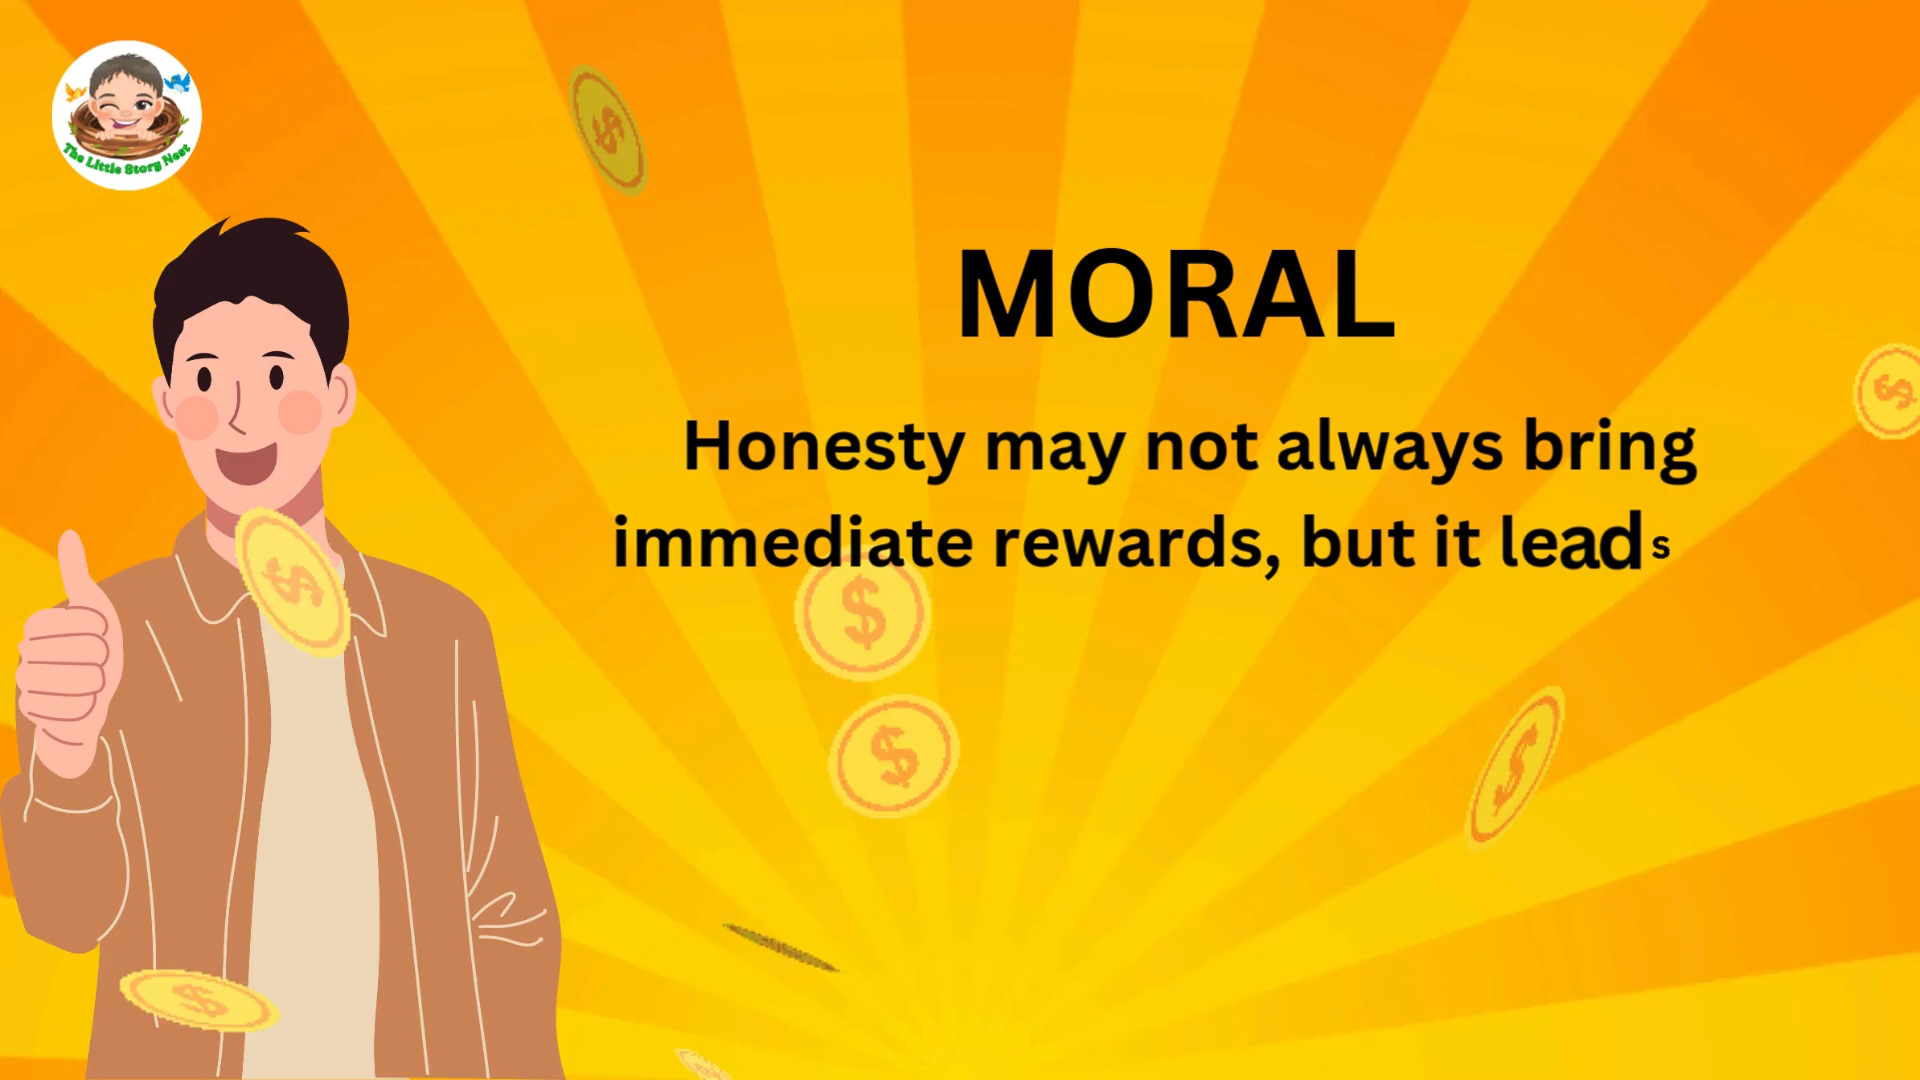 The Little Story Nest
MORAL
Honesty may not always bring
immediate rewards, but it leads
$
$
$
$
$
$
$